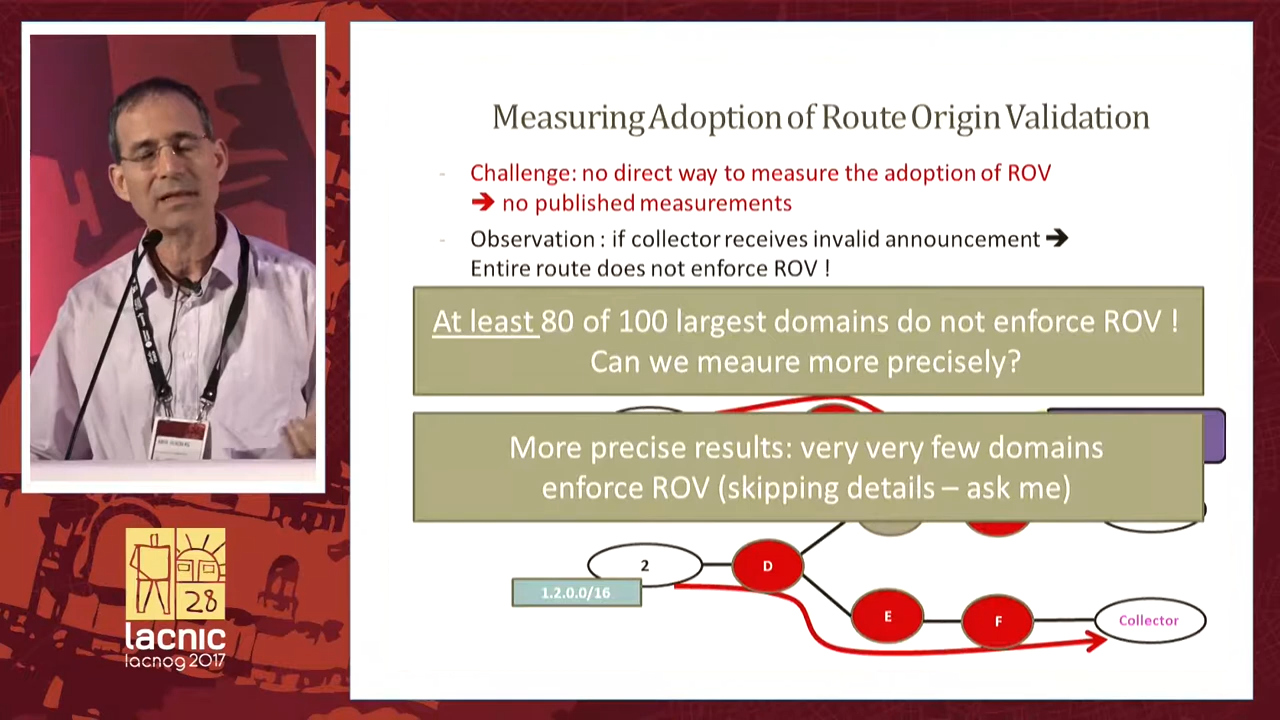 Measuring Adoption of Route Origin Validation
- Challenge: no direct way to measure the adoption of ROV
➔ no published measurements
- Observation : if collector receives invalid announcement ➔
Entire route does not enforce ROV !
At least 80 of 100 largest domains do not enforce ROV !
Can we meaure more precisely?
More precise results: very very few domains
enforce ROV (skipping details – ask me)
2
D
1.2.0.0/16
E
F
Collector
28
lacnic
lacnog 2017